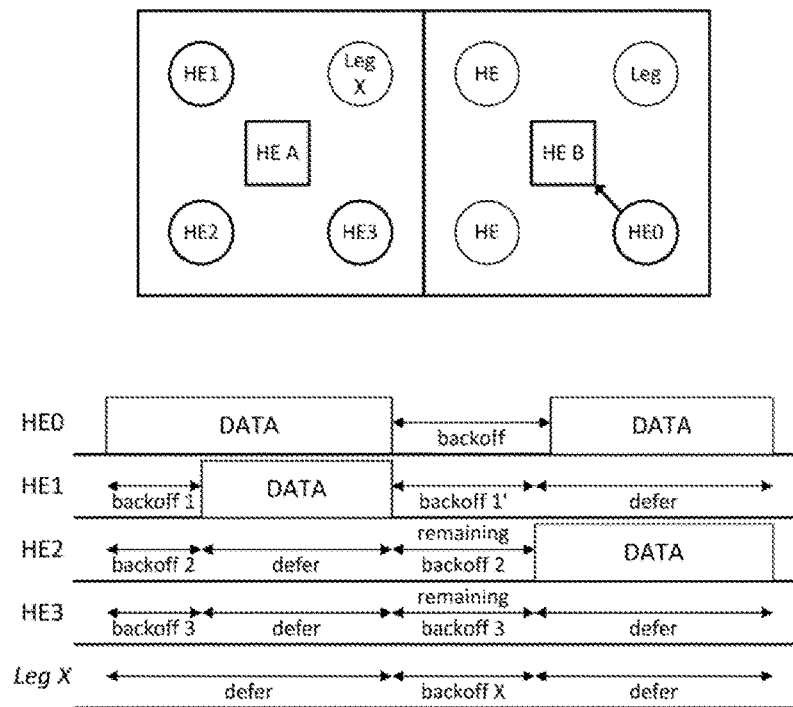 HE1
Leg
X
HE
Leg
HE A
HE B
HE2
HE3
HE
HE0
HE0
DATA
backoff
DATA
HE1
backoff 1
DATA
backoff 1'
defer
HE2
backoff 2
defer
remaining
backoff 2
DATA
HE3
backoff 3
defer
remaining
backoff 3
defer
Leg X
defer
backoff X
defer